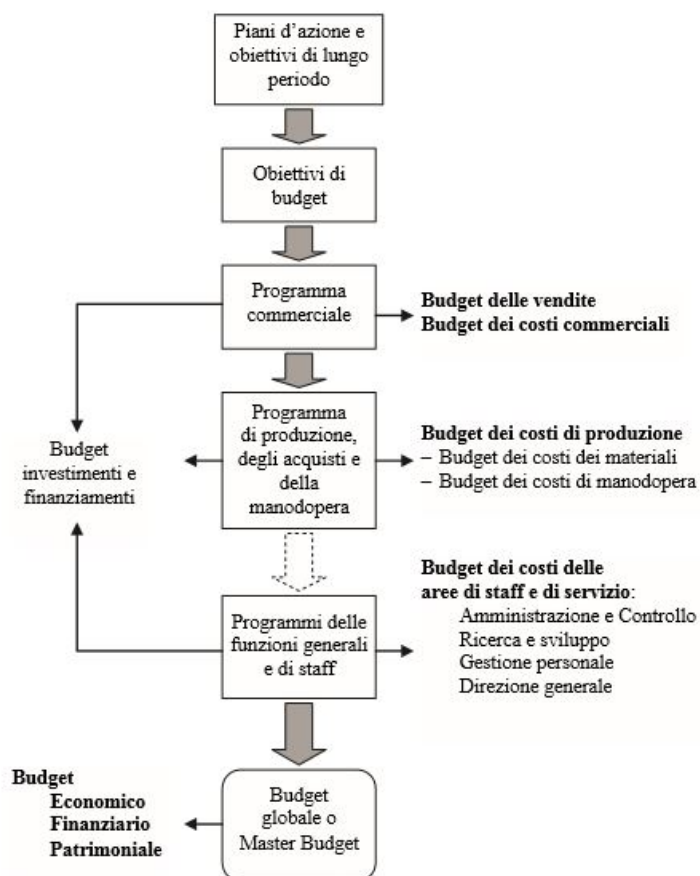 Piani d'azione e
obiettivi di lungo
periodo
Obiettivi di
budget
Programma
commerciale
Budget delle vendite
Budget dei costi commerciali
Budget
investimenti e
finanziamenti
Programma
di produzione,
degli acquisti e
della
manodopera
Budget dei costi di produzione
– Budget dei costi dei materiali
– Budget dei costi di manodopera
Programmi delle
funzioni generali
e di staff
Budget dei costi delle
aree di staff e di servizio:
Amministrazione e Controllo
Ricerca e sviluppo
Gestione personale
Direzione generale
Budget
Economico
Finanziario
Patrimoniale
Budget
globale o
Master Budget